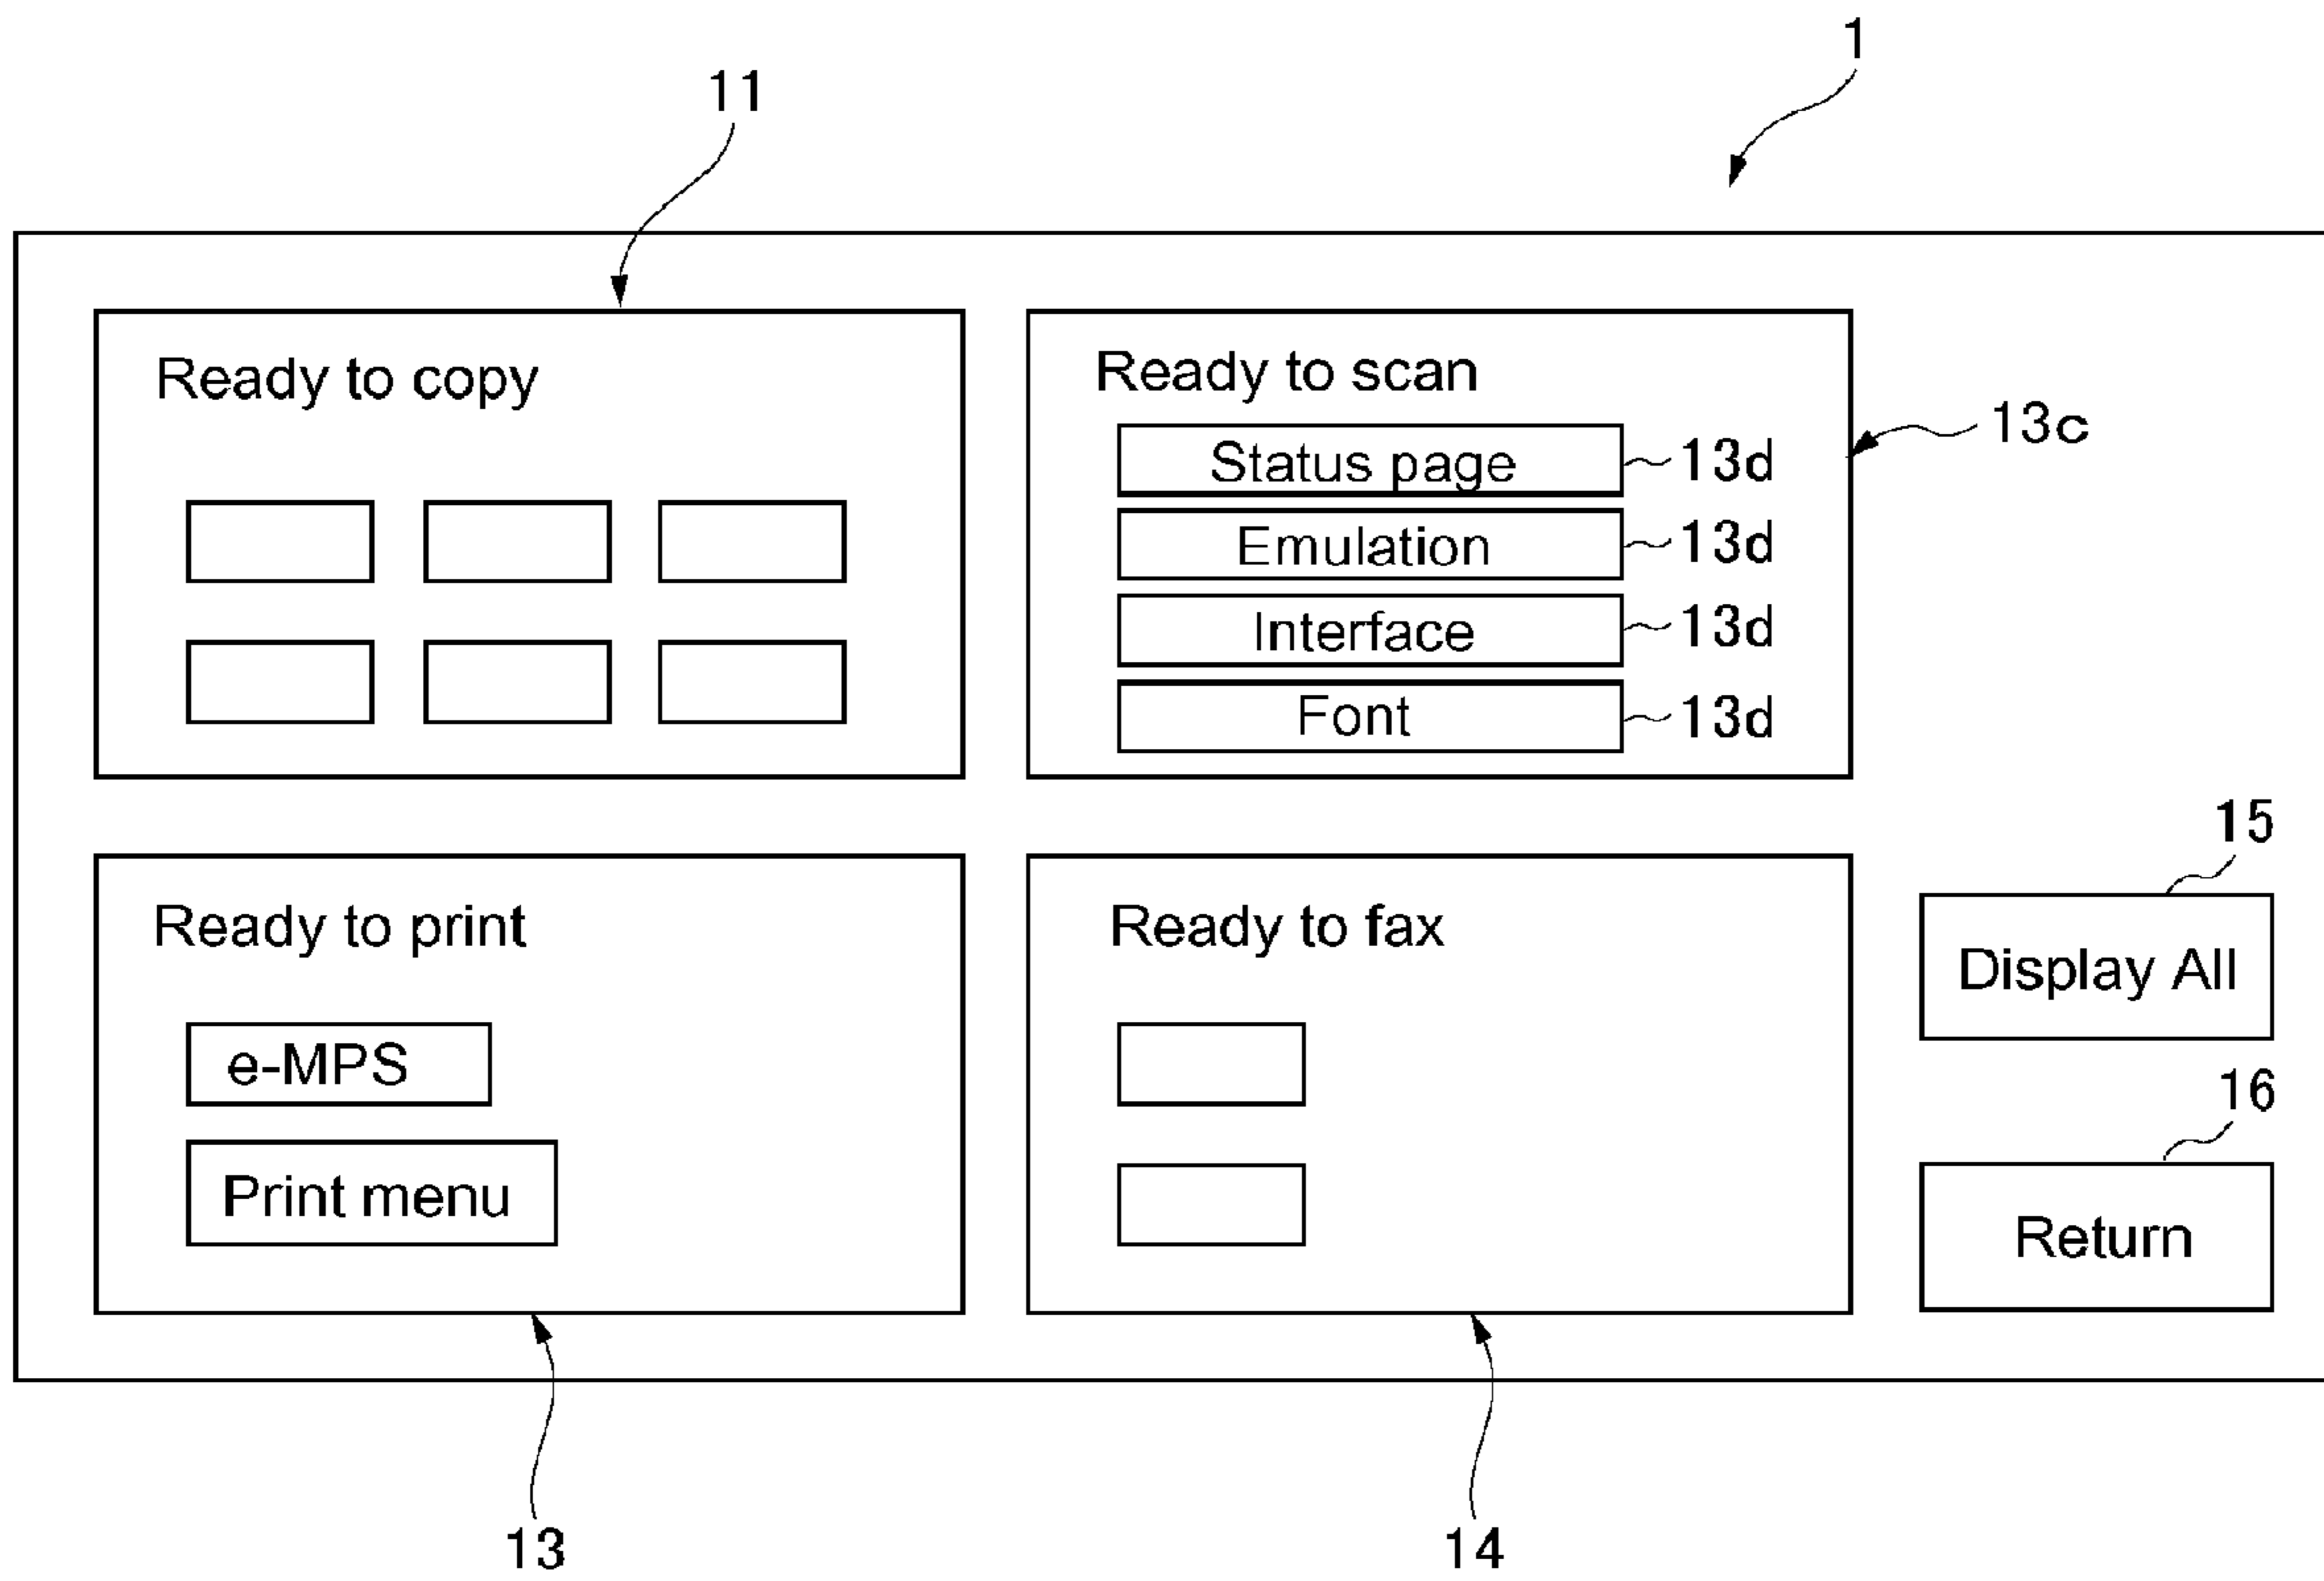 1
11
Ready to copy
Ready to scan
13c
Status page 13d
Emulation 13d
Interface 13d
Font 13d
Ready to print
e-MPS
Print menu
Ready to fax
15
Display All
16
Return
13
14